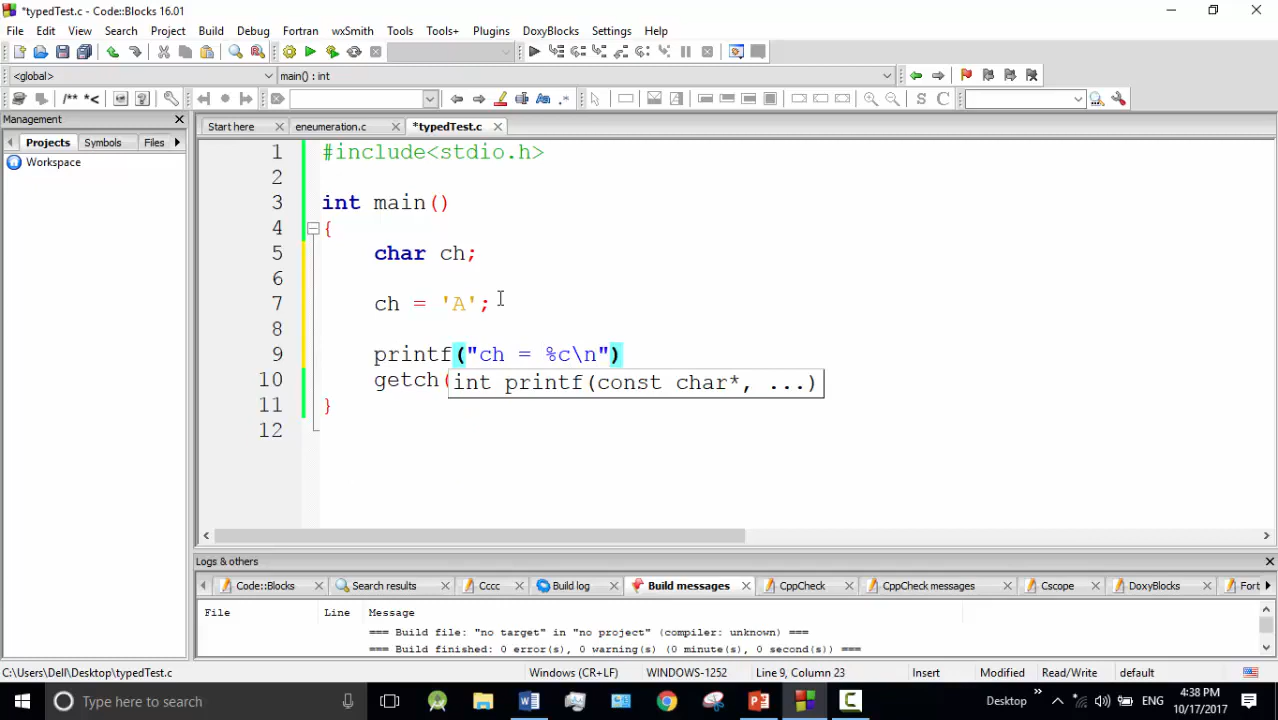 *typedTest.c - Code::Blocks 16.01
File Edit View Search Project Build Debug Fortran wxSmith Tools Tools+ Plugins DoxyBlocks Settings Help
<global> main() : int
/** *< .* S C
Management
Projects Symbols Files
Workspace
Start here eneumeration.c *typedTest.c
1 #include<stdio.h>
2
3 int main()
4 {
5 char ch;
6
7 ch = 'A';
8
9 printf("ch = %c\n")
10 getch( int printf(const char*, ...)
11 }
12
Logs & others
Code::Blocks Search results Cccc Build log Build messages CppCheck CppCheck messages Cscope DoxyBlocks Fort
File Line Message
=== Build file: "no target" in "no project" (compiler: unknown) ===
=== Build finished: 0 error(s), 0 warning(s) (0 minute(s), 0 second(s)) ===
C:\Users\Dell\Desktop\typedTest.c Windows (CR+LF) WINDOWS-1252 Line 9, Column 23 Insert Modified Read/Write default
Type here to search Desktop ENG 4:38 PM
10/17/2017